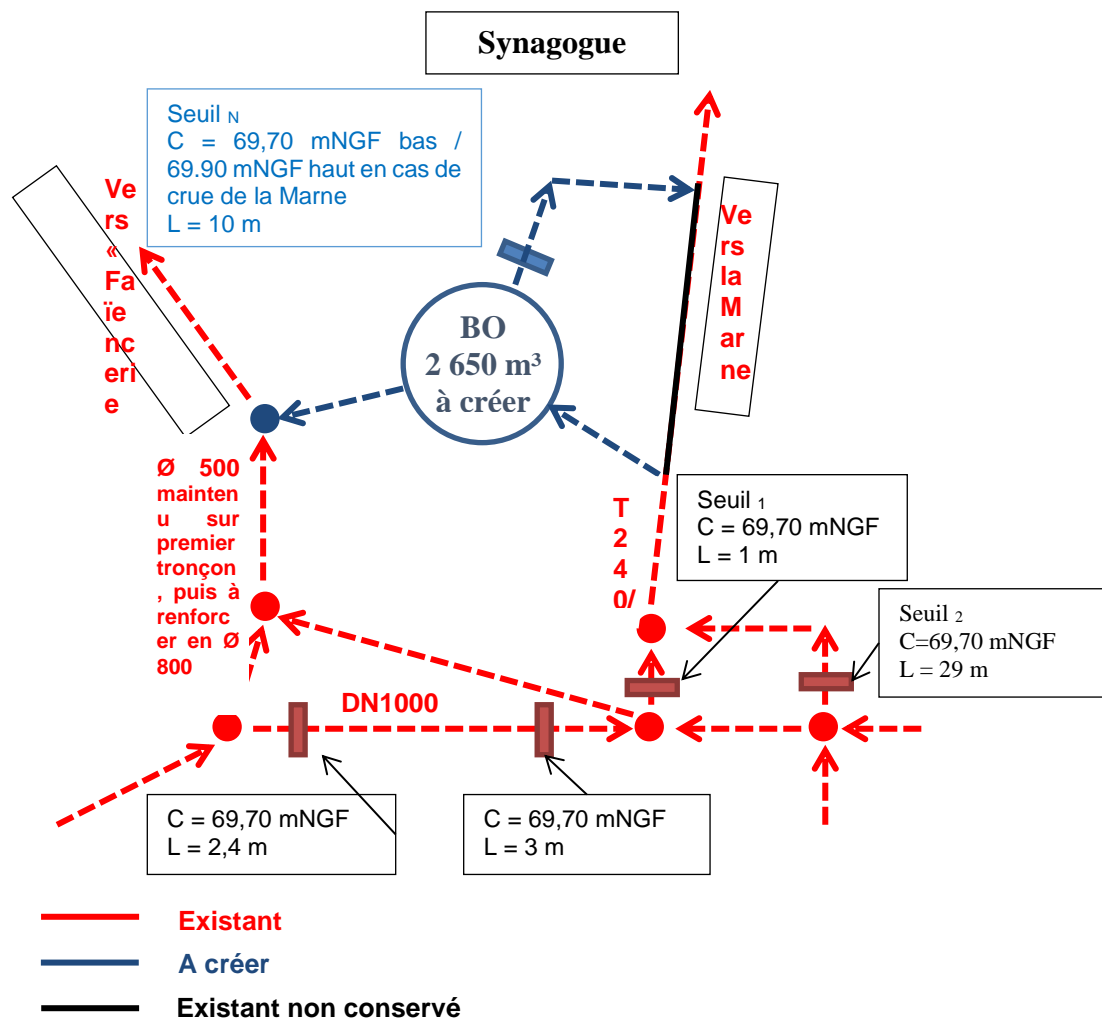 Synagogue
Seuil N
C = 69,70 mNGF bas /
69.90 mNGF haut en cas de
crue de la Marne
L = 10 m
Ve
rs
«
Fa
ïe
nc
eri
e
Ve
rs
la
M
ar
ne
BO
2 650 m³
à créer
Ø 500
mainten
u sur
premier
tronçon
, puis à
renforc
er en Ø
800
T
2
4
0/
Seuil 1
C = 69,70 mNGF
L = 1 m
Seuil 2
C=69,70 mNGF
L = 29 m
DN1000
C = 69,70 mNGF
L = 2,4 m
C = 69,70 mNGF
L = 3 m
Existant
A créer
Existant non conservé